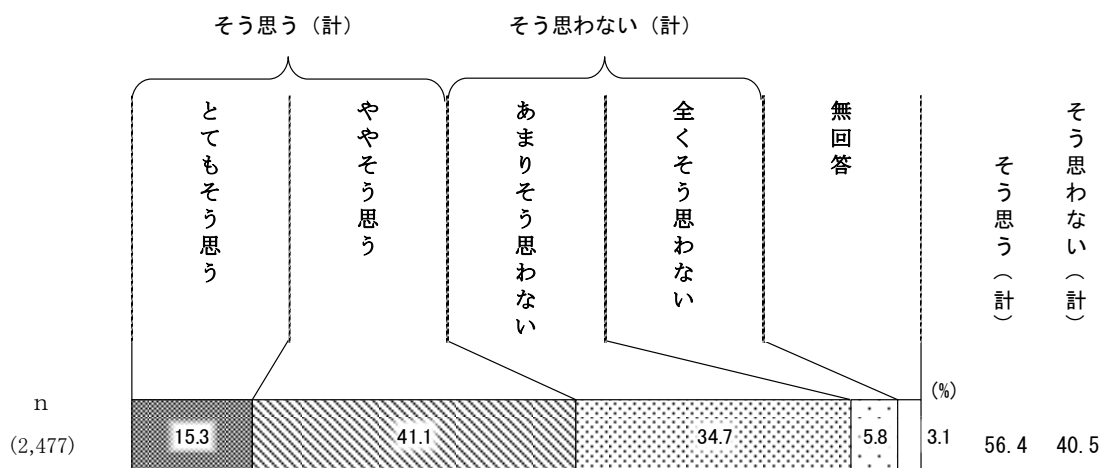 そう思う（計）
そう思わない（計）
とてもそう思う
ややそう思う
あまりそう思わない
全くそう思わない
無回答
そう思う（計）
そう思わない（計）
(%)
n
(2,477)
15.3
41.1
34.7
5.8
3.1
56.4
40.5